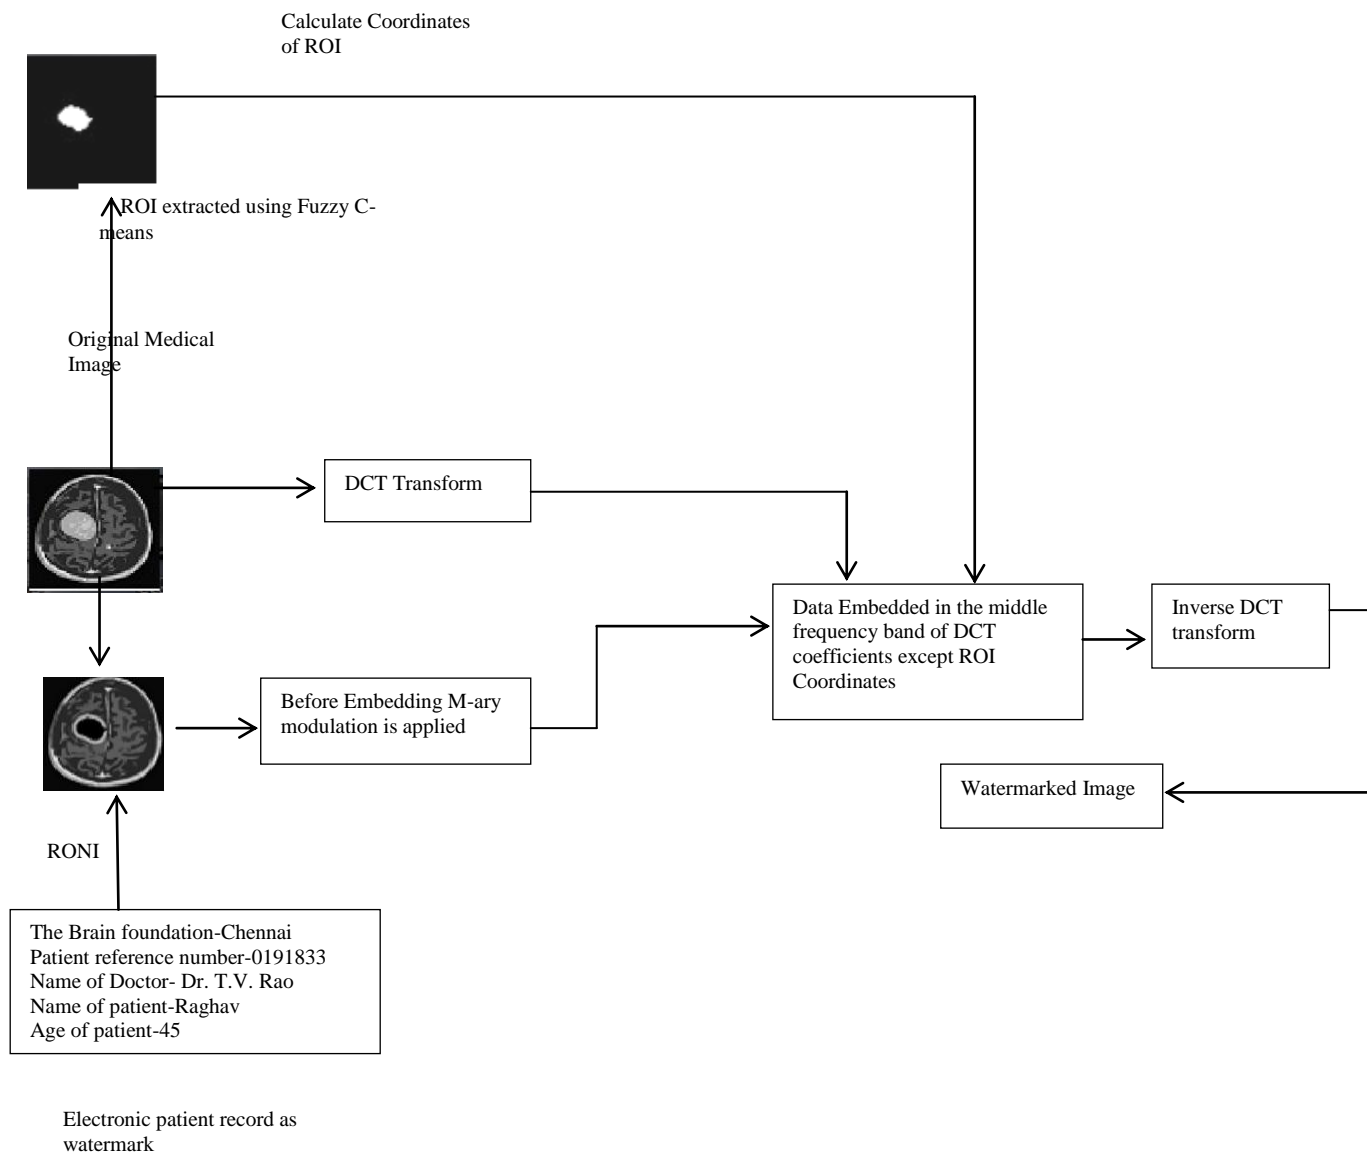 Calculate Coordinates
of ROI
ROI extracted using Fuzzy C-
means
Original Medical
Image
DCT Transform
Data Embedded in the middle
frequency band of DCT
coefficients except ROI
Coordinates
Inverse DCT
transform
Before Embedding M-ary
modulation is applied
Watermarked Image
RONI
The Brain foundation-Chennai
Patient reference number-0191833
Name of Doctor- Dr. T.V. Rao
Name of patient-Raghav
Age of patient-45
Electronic patient record as
watermark